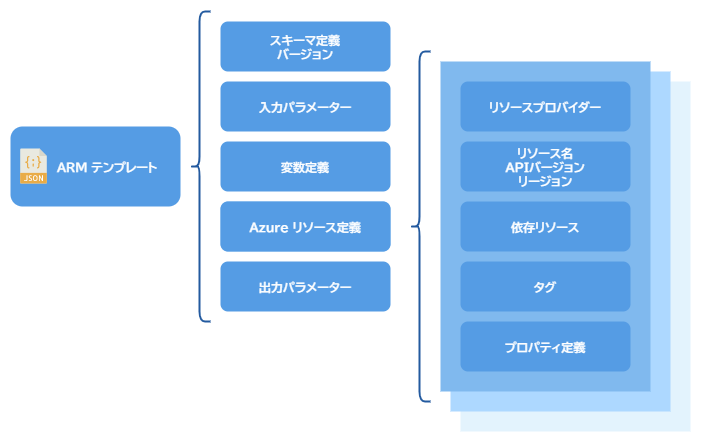 {;}
JSON
ARM テンプレート
スキーマ定義
バージョン
入力パラメーター
変数定義
Azure リソース定義
出力パラメーター
リソースプロバイダー
リソース名
APIバージョン
リージョン
依存リソース
タグ
プロパティ定義